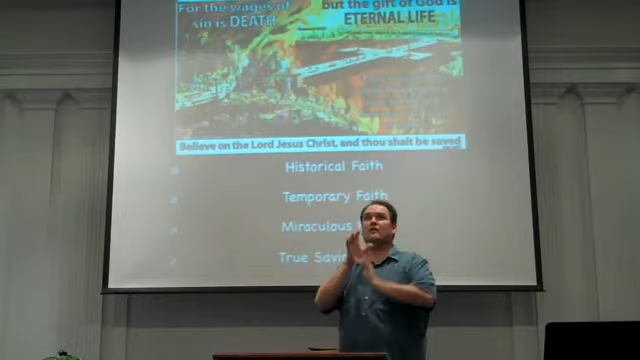 For the wages of
sin is DEATH
but the gift of God is
ETERNAL LIFE
Believe on the Lord Jesus Christ, and thou shalt be saved
Historical Faith
Temporary Faith
Miraculous
True Savin